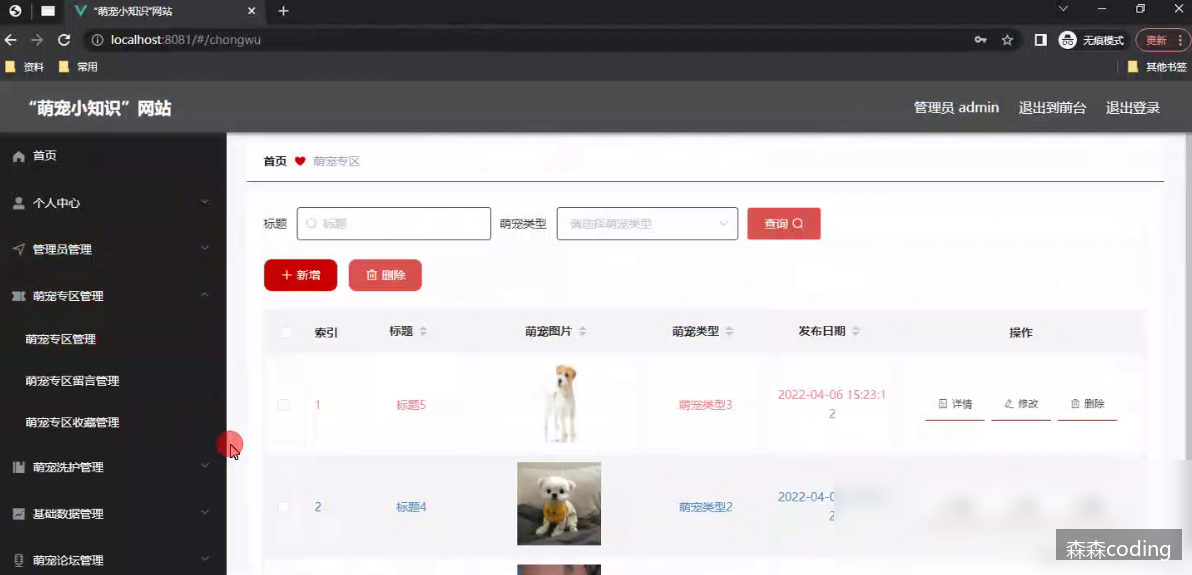 “萌宠小知识”网站
localhost:8081/#/chongwu
无痕模式
更新
资料
常用
其他书签
“萌宠小知识”网站
管理员 admin
退出到前台
退出登录
首页
个人中心
管理员管理
萌宠专区管理
萌宠专区管理
萌宠专区留言管理
萌宠专区收藏管理
萌宠洗护管理
基础数据管理
萌宠论坛管理
首页
萌宠专区
标题
标题
萌宠类型
请选择萌宠类型
查询
新增
删除
索引
标题
萌宠图片
萌宠类型
发布日期
操作
1
标题5
萌宠类型3
2022-04-06 15:23:1
2
详情
修改
删除
2
标题4
萌宠类型2
2022-04-0
2
森森coding